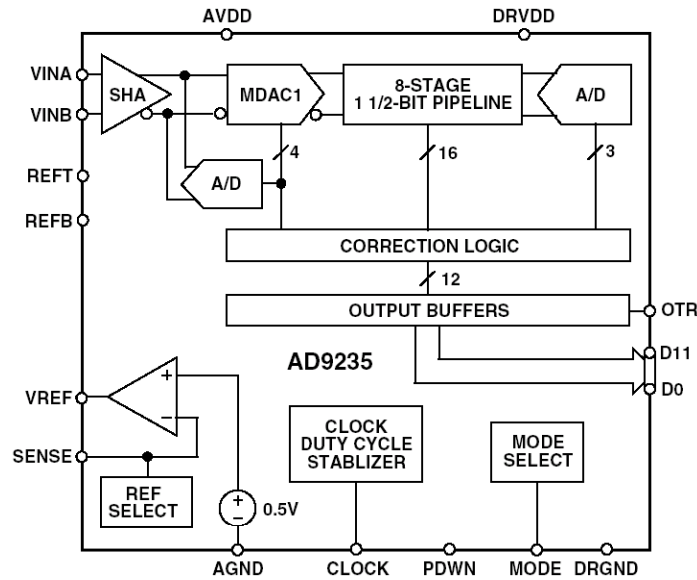 AVDD
DRVDD
VINA
SHA
MDAC1
8-STAGE
1 1/2-BIT PIPELINE
A/D
VINB
REFT
A/D
4
16
3
REFB
CORRECTION LOGIC
12
OUTPUT BUFFERS
OTR
AD9235
D11
D0
VREF
+
−
SENSE
REF
SELECT
+
−
0.5V
CLOCK
DUTY CYCLE
STABLIZER
MODE
SELECT
AGND
CLOCK
PDWN
MODE
DRGND